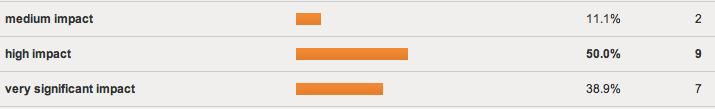 medium impact 11.1% 2
high impact 50.0% 9
very significant impact 38.9% 7